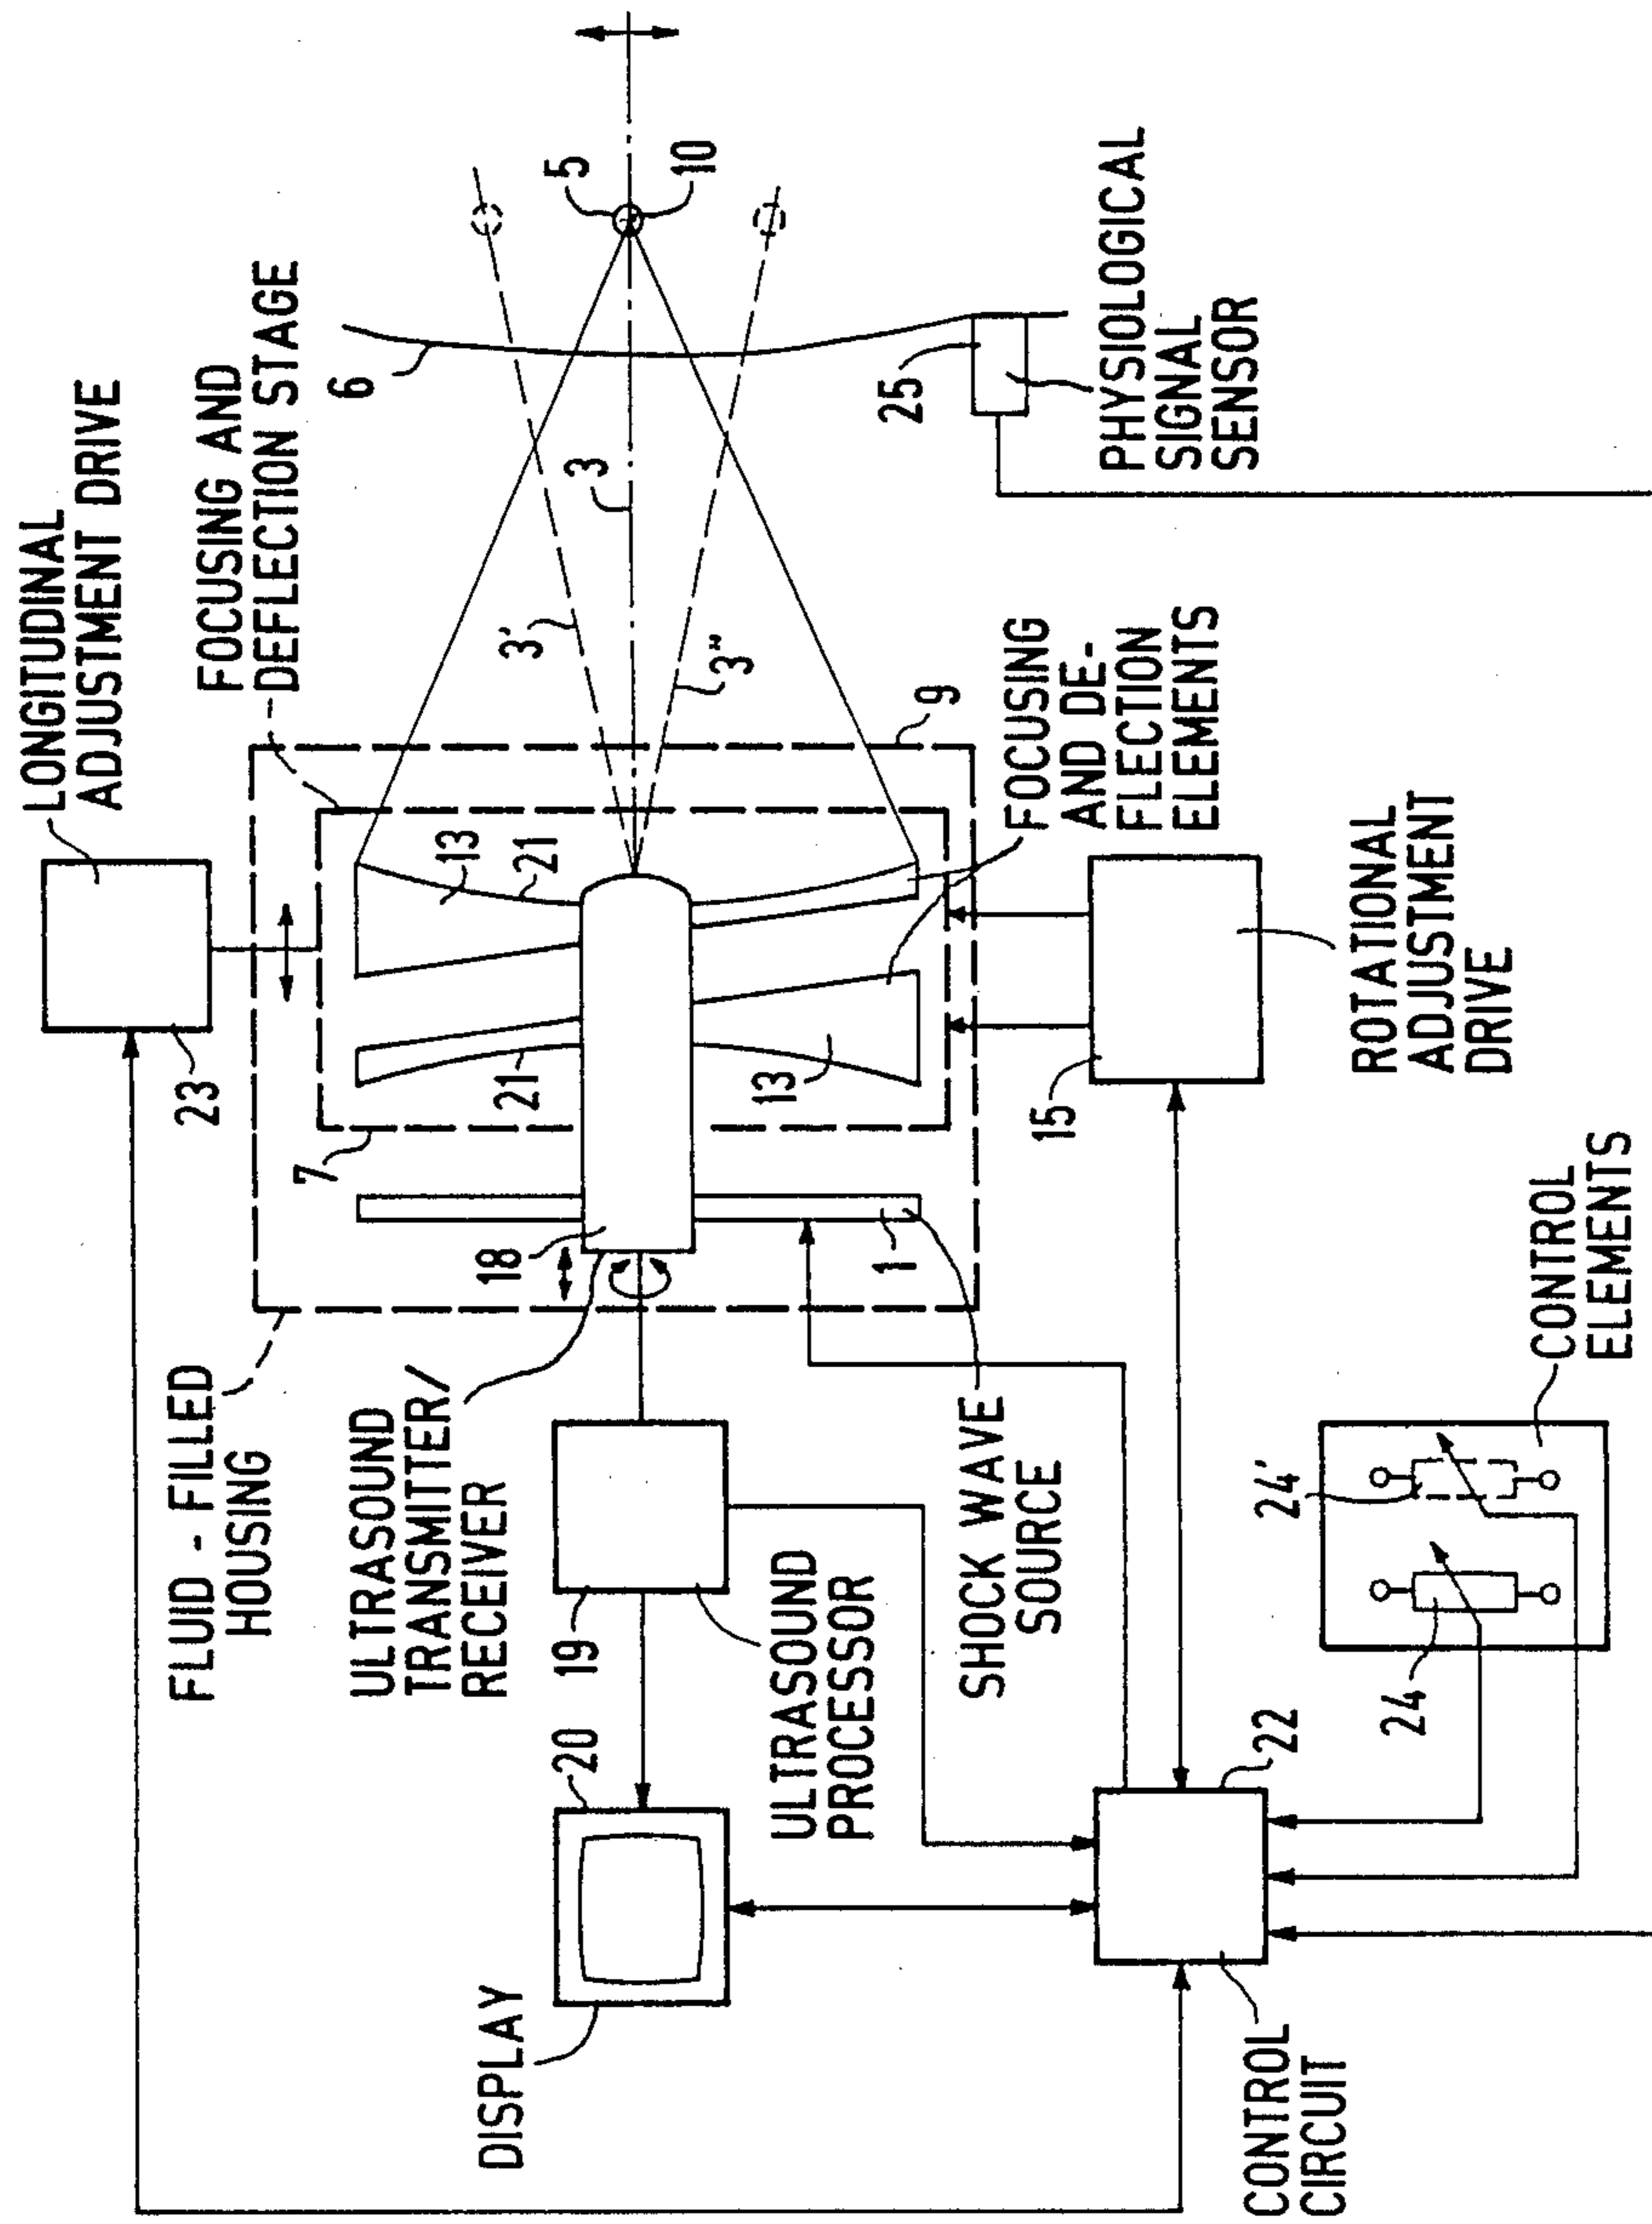 LONGITUDINAL
ADJUSTMENT DRIVE
23
FOCUSING AND
DEFLECTION STAGE
FLUID - FILLED
HOUSING
7
6
5
10
3'
3
3"
13
21
21
13
9
18
1
ULTRASOUND
TRANSMITTER/
RECEIVER
20
19
DISPLAY
ULTRASOUND
PROCESSOR
SHOCK WAVE
SOURCE
FOCUSING
AND DE-
FLECTION
ELEMENTS
25
PHYSIOLOGICAL
SIGNAL
SENSOR
15
ROTATIONAL
ADJUSTMENT
DRIVE
22
CONTROL
CIRCUIT
24'
24
CONTROL
ELEMENTS